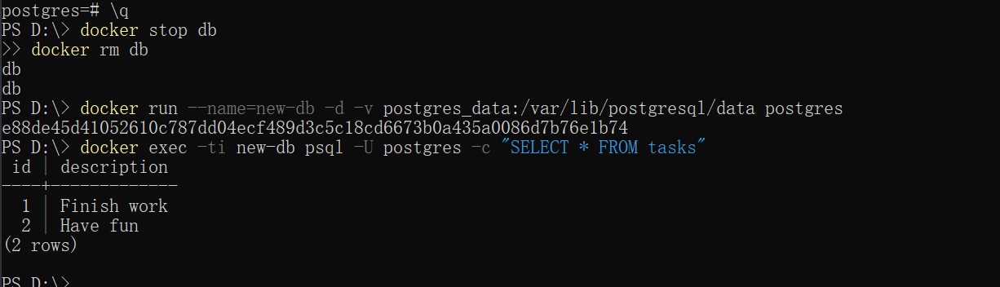 postgres=# \q
PS D:\> docker stop db
>> docker rm db
db
db
PS D:\> docker run --name=new-db -d -v postgres_data:/var/lib/postgresql/data postgres
e88de45d41052610c787dd04ecf489d3c5c18cd6673b0a435a0086d7b76e1b74
PS D:\> docker exec -ti new-db psql -U postgres -c "SELECT * FROM tasks"
 id | description
----+-------------
  1 | Finish work
  2 | Have fun
(2 rows)
PS D:\>